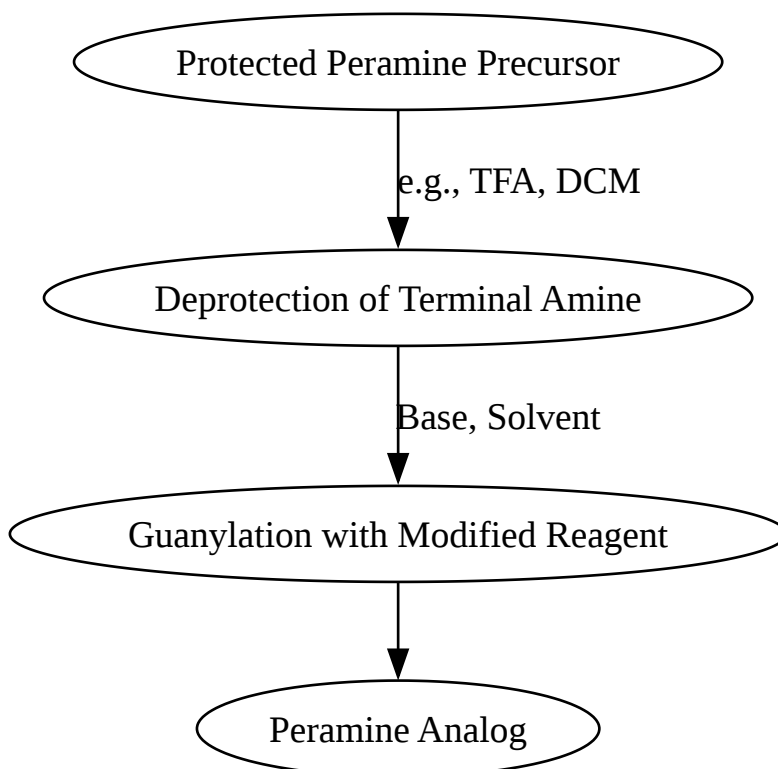 Protected Peramine Precursor
e.g., TFA, DCM
Deprotection of Terminal Amine
Base, Solvent
Guanylation with Modified Reagent
Peramine Analog